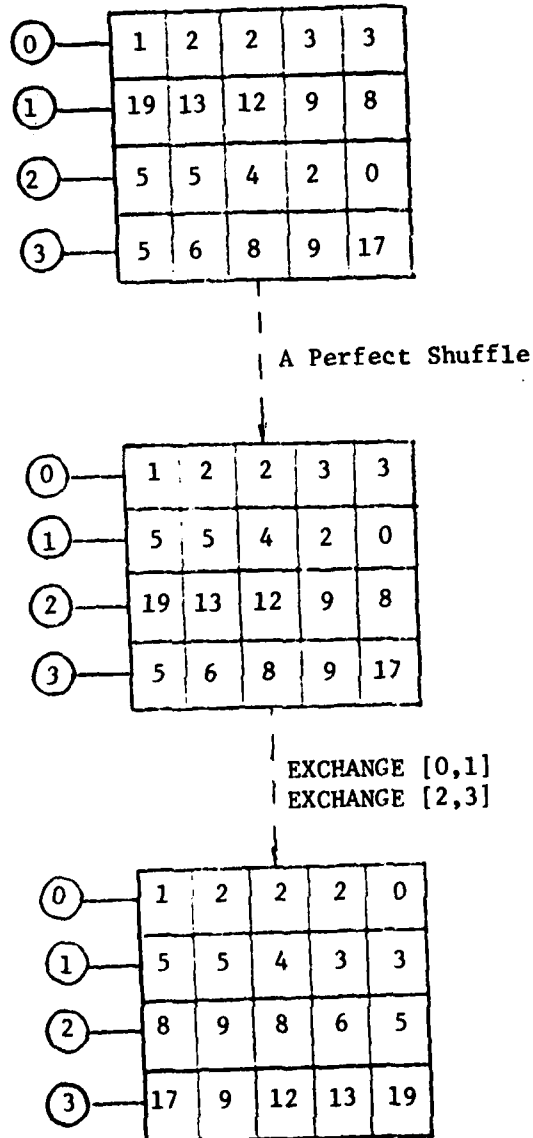 0 1 2 2 3 3
1 19 13 12 9 8
2 5 5 4 2 0
3 5 6 8 9 17
A Perfect Shuffle
0 1 2 2 3 3
1 5 5 4 2 0
2 19 13 12 9 8
3 5 6 8 9 17
EXCHANGE [0,1]
EXCHANGE [2,3]
0 1 2 2 2 0
1 5 5 4 3 3
2 8 9 8 6 5
3 17 9 12 13 19